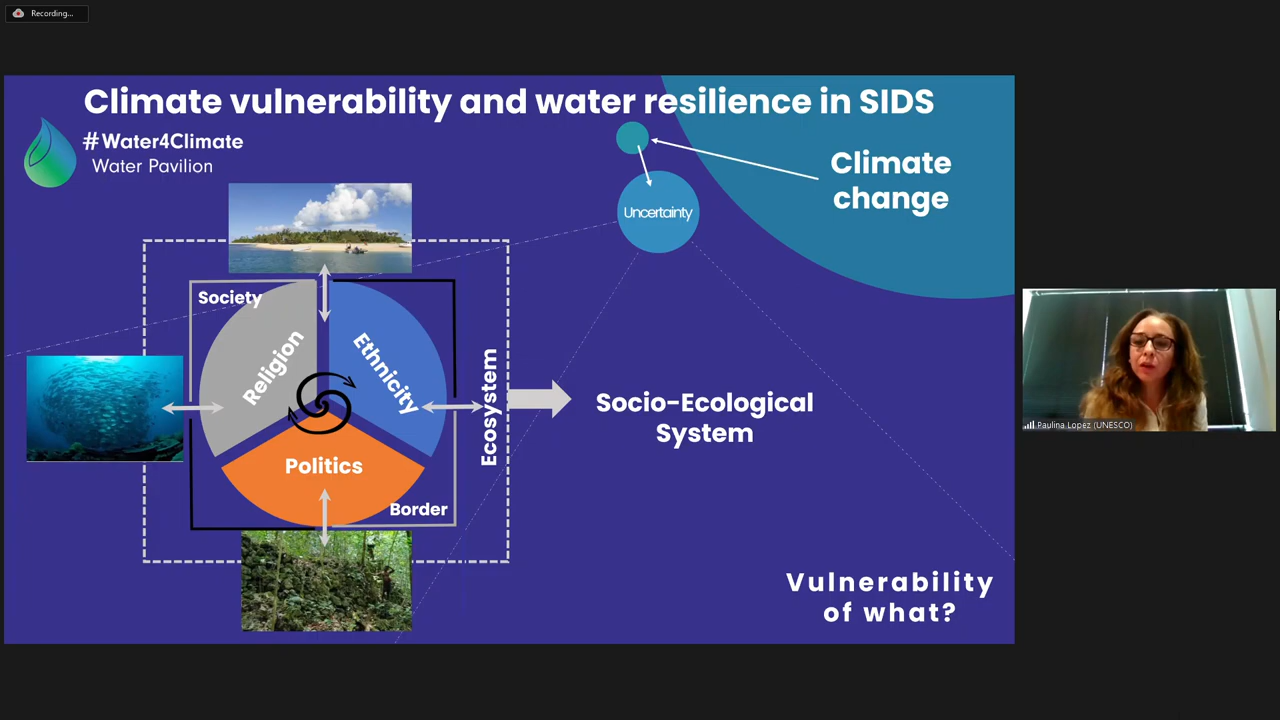 Recording...
Climate vulnerability and water resilience in SIDS
#Water4Climate
Water Pavilion
Climate
change
Uncertainty
Society
Religion
Ethnicity
Politics
Border
Ecosystem
Socio-Ecological
System
Vulnerability
of what?
Paulina Lopez (UNESCO)